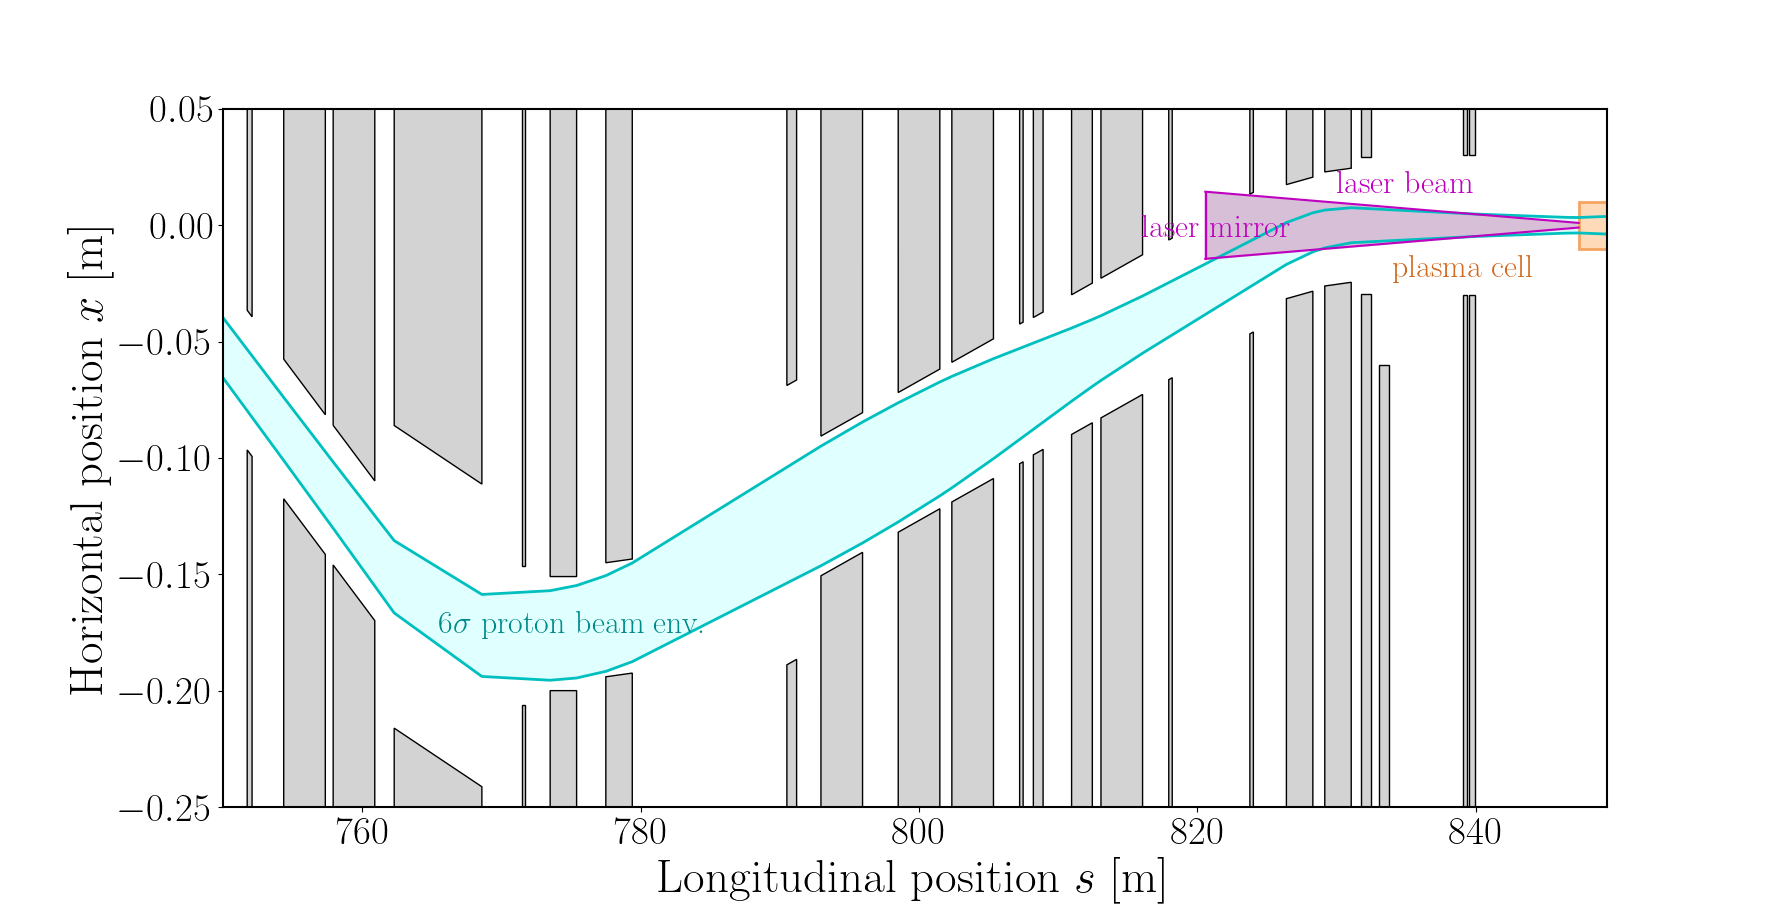 0.05
0.00
−0.05
−0.10
−0.15
−0.20
−0.25
Horizontal position x [m]
laser beam
laser mirror
plasma cell
6σ proton beam env.
760 780 800 820 840
Longitudinal position s [m]